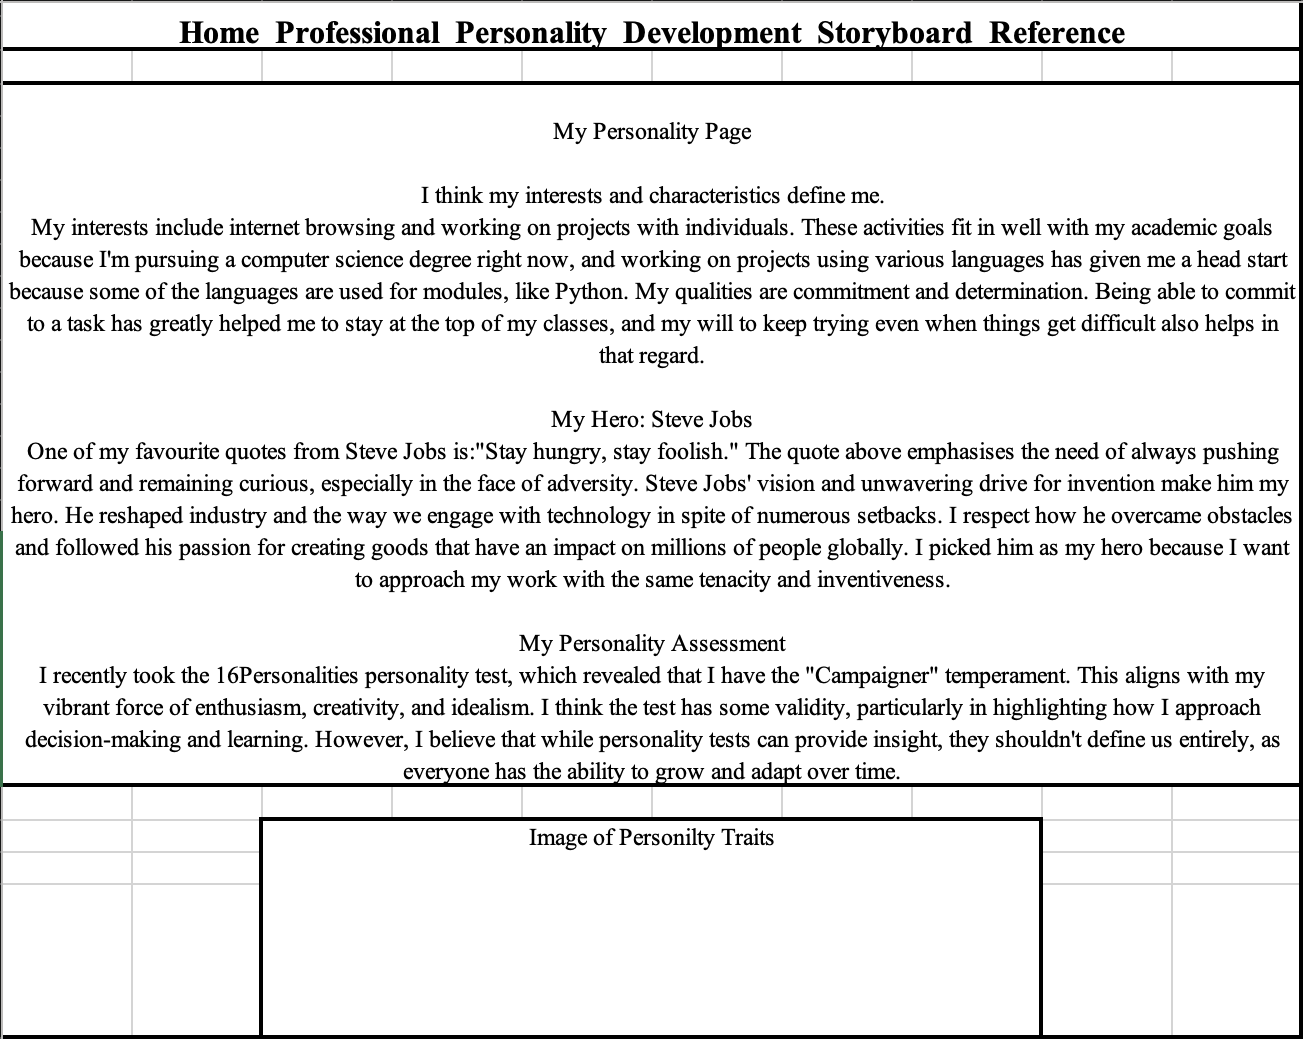 Home Professional Personality Development Storyboard Reference
My Personality Page
I think my interests and characteristics define me.
My interests include internet browsing and working on projects with individuals. These activities fit in well with my academic goals
because I'm pursuing a computer science degree right now, and working on projects using various languages has given me a head start
because some of the languages are used for modules, like Python. My qualities are commitment and determination. Being able to commit
to a task has greatly helped me to stay at the top of my classes, and my will to keep trying even when things get difficult also helps in
that regard.
My Hero: Steve Jobs
One of my favourite quotes from Steve Jobs is:"Stay hungry, stay foolish." The quote above emphasises the need of always pushing
forward and remaining curious, especially in the face of adversity. Steve Jobs' vision and unwavering drive for invention make him my
hero. He reshaped industry and the way we engage with technology in spite of numerous setbacks. I respect how he overcame obstacles
and followed his passion for creating goods that have an impact on millions of people globally. I picked him as my hero because I want
to approach my work with the same tenacity and inventiveness.
My Personality Assessment
I recently took the 16Personalities personality test, which revealed that I have the "Campaigner" temperament. This aligns with my
vibrant force of enthusiasm, creativity, and idealism. I think the test has some validity, particularly in highlighting how I approach
decision-making and learning. However, I believe that while personality tests can provide insight, they shouldn't define us entirely, as
everyone has the ability to grow and adapt over time.
Image of Personilty Traits